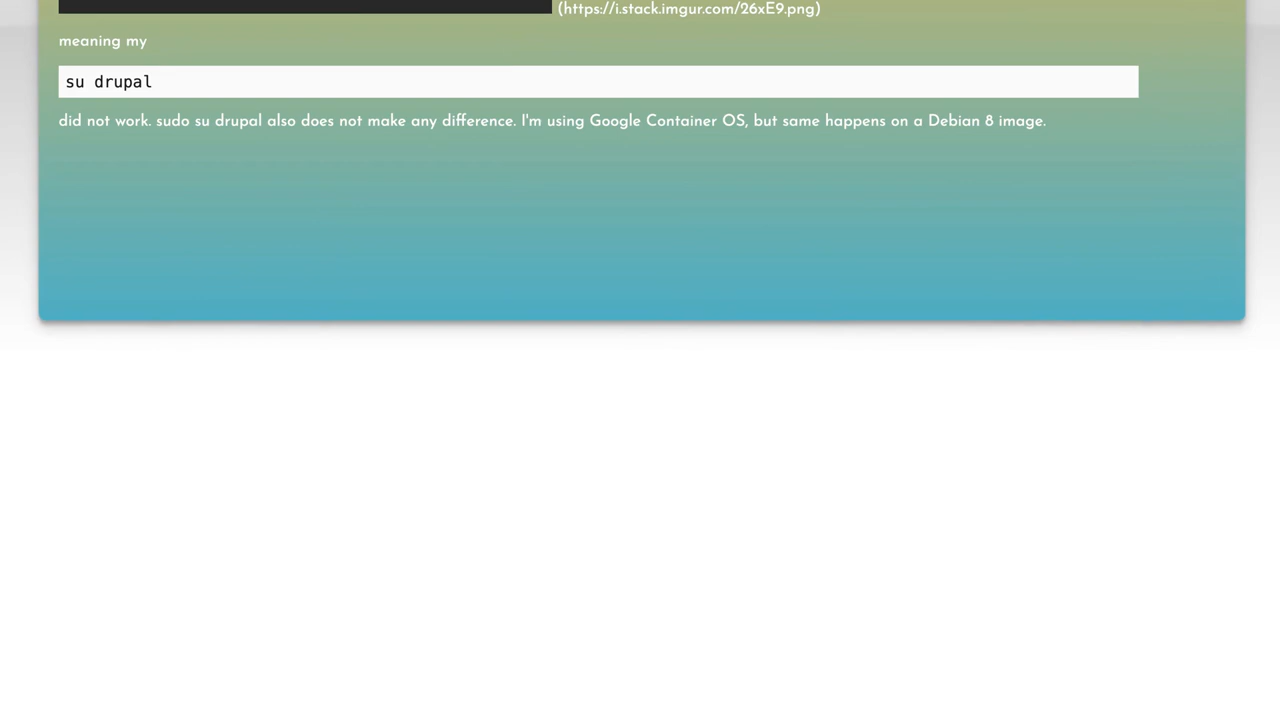 (https://i.stack.imgur.com/26xE9.png)
meaning my
su drupal
did not work. sudo su drupal also does not make any difference. I'm using Google Container OS, but same happens on a Debian 8 image.